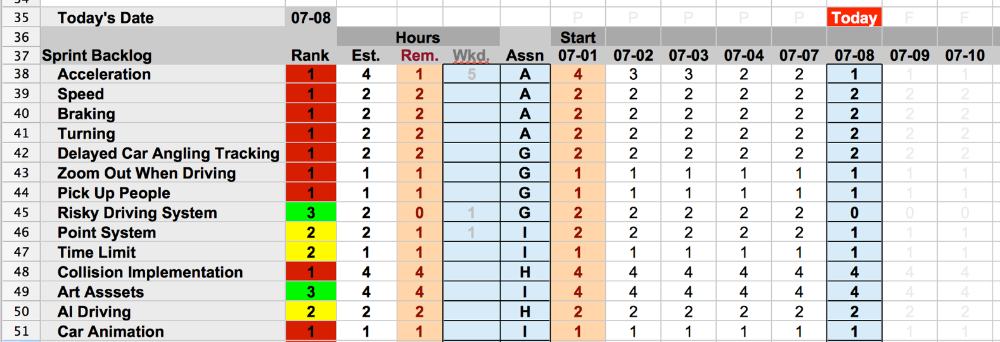 35 Today's Date 07-08 P P P P P Today F F
36 Hours Start
37 Sprint Backlog Rank Est. Rem. Wkd. Assn 07-01 07-02 07-03 07-04 07-07 07-08 07-09 07-10
38 Acceleration 1 4 1 5 A 4 3 3 2 2 1 1 1
39 Speed 1 2 2 A 2 2 2 2 2 2 2 2
40 Braking 1 2 2 A 2 2 2 2 2 2 2 2
41 Turning 1 2 2 A 2 2 2 2 2 2 2 2
42 Delayed Car Angling Tracking 1 2 2 G 2 2 2 2 2 2 2 2
43 Zoom Out When Driving 1 1 1 G 1 1 1 1 1 1 1 1
44 Pick Up People 1 1 1 G 1 1 1 1 1 1 1 1
45 Risky Driving System 3 2 0 1 G 2 2 2 2 2 0 0 0
46 Point System 2 2 1 1 I 2 2 2 2 2 1 1 1
47 Time Limit 2 1 1 I 1 1 1 1 1 1 1 1
48 Collision Implementation 1 4 4 H 4 4 4 4 4 4 4 4
49 Art Asssets 3 4 4 I 4 4 4 4 4 4 4 4
50 AI Driving 2 2 2 H 2 2 2 2 2 2 2 2
51 Car Animation 1 1 1 I 1 1 1 1 1 1 1 1